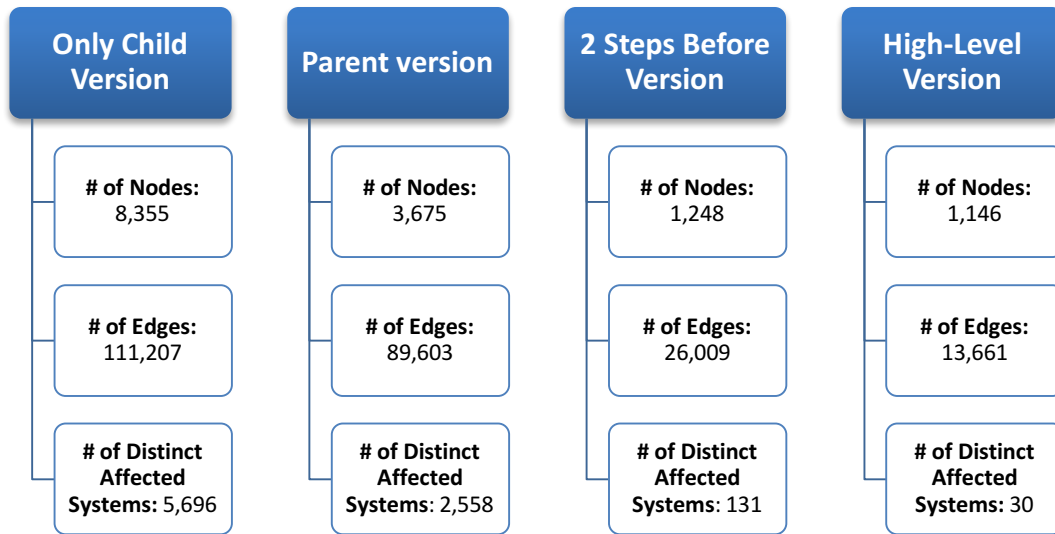 Only Child
Version
# of Nodes:
8,355
# of Edges:
111,207
# of Distinct
Affected
Systems: 5,696
Parent version
# of Nodes:
3,675
# of Edges:
89,603
# of Distinct
Affected
Systems: 2,558
2 Steps Before
Version
# of Nodes:
1,248
# of Edges:
26,009
# of Distinct
Affected
Systems: 131
High-Level
Version
# of Nodes:
1,146
# of Edges:
13,661
# of Distinct
Affected
Systems: 30